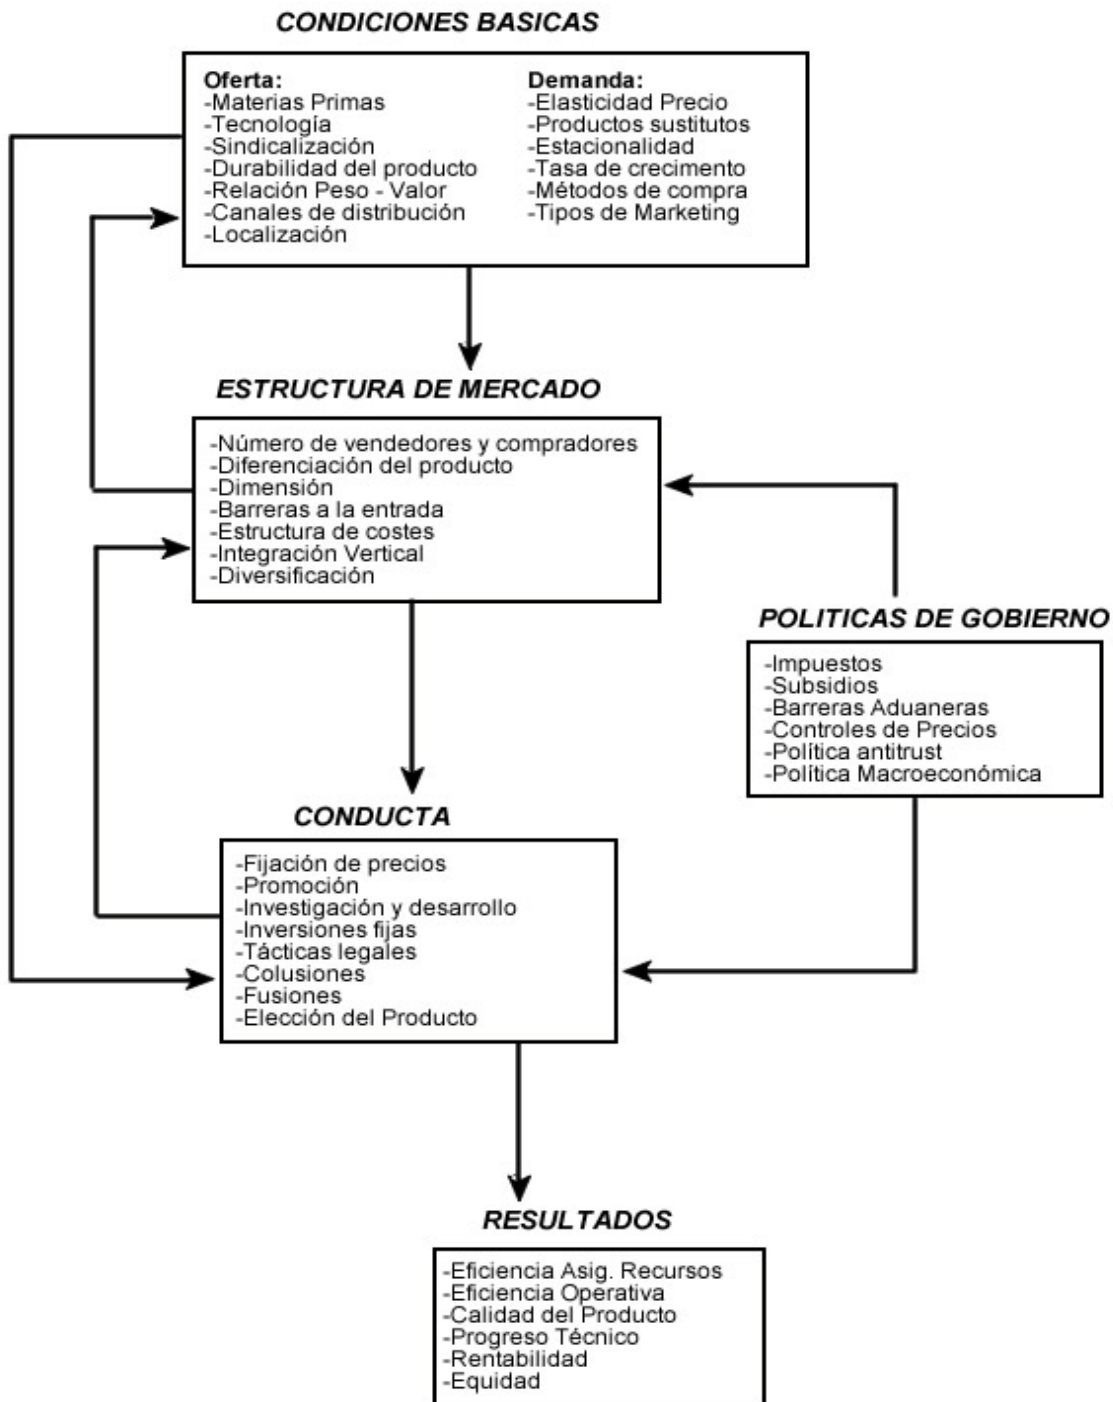 CONDICIONES BASICAS
Oferta:
-Materias Primas
-Tecnología
-Sindicalización
-Durabilidad del producto
-Relación Peso - Valor
-Canales de distribución
-Localización
Demanda:
-Elasticidad Precio
-Productos sustitutos
-Estacionalidad
-Tasa de crecimento
-Métodos de compra
-Tipos de Marketing
ESTRUCTURA DE MERCADO
-Número de vendedores y compradores
-Diferenciación del producto
-Dimensión
-Barreras a la entrada
-Estructura de costes
-Integración Vertical
-Diversificación
POLITICAS DE GOBIERNO
-Impuestos
-Subsidios
-Barreras Aduaneras
-Controles de Precios
-Política antitrust
-Política Macroeconómica
CONDUCTA
-Fijación de precios
-Promoción
-Investigación y desarrollo
-Inversiones fijas
-Tácticas legales
-Colusiones
-Fusiones
-Elección del Producto
RESULTADOS
-Eficiencia Asig. Recursos
-Eficiencia Operativa
-Calidad del Producto
-Progreso Técnico
-Rentabilidad
-Equidad